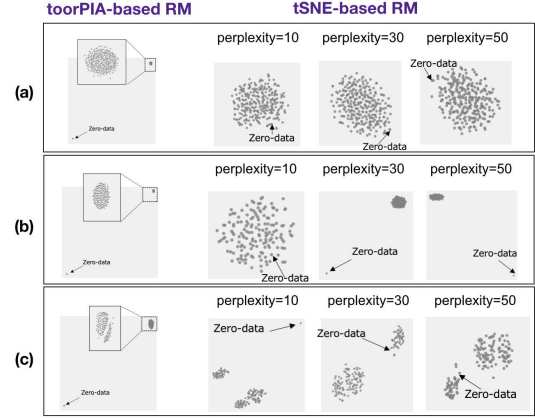 toorPIA-based RM tSNE-based RM
(a)
Zero-data
perplexity=10 perplexity=30 perplexity=50
Zero-data
Zero-data
Zero-data
(b)
Zero-data
perplexity=10 perplexity=30 perplexity=50
Zero-data
Zero-data
Zero-data
(c)
Zero-data
perplexity=10 perplexity=30 perplexity=50
Zero-data
Zero-data
Zero-data